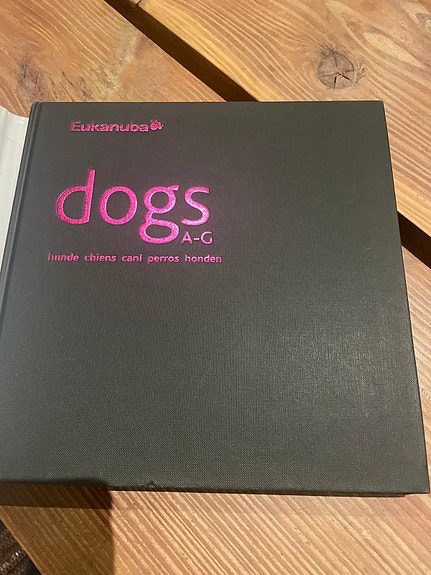 Eukanuba
dogs
A-G
hunde chiens cani perros honden